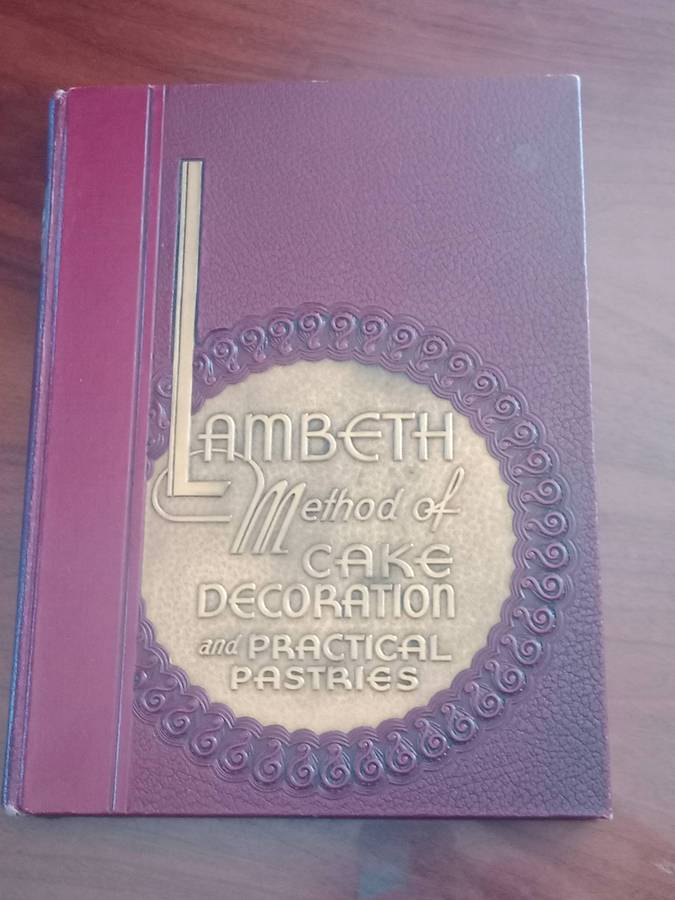 LAMBETH
Method of
CAKE
DECORATION
and PRACTICAL
PASTRIES